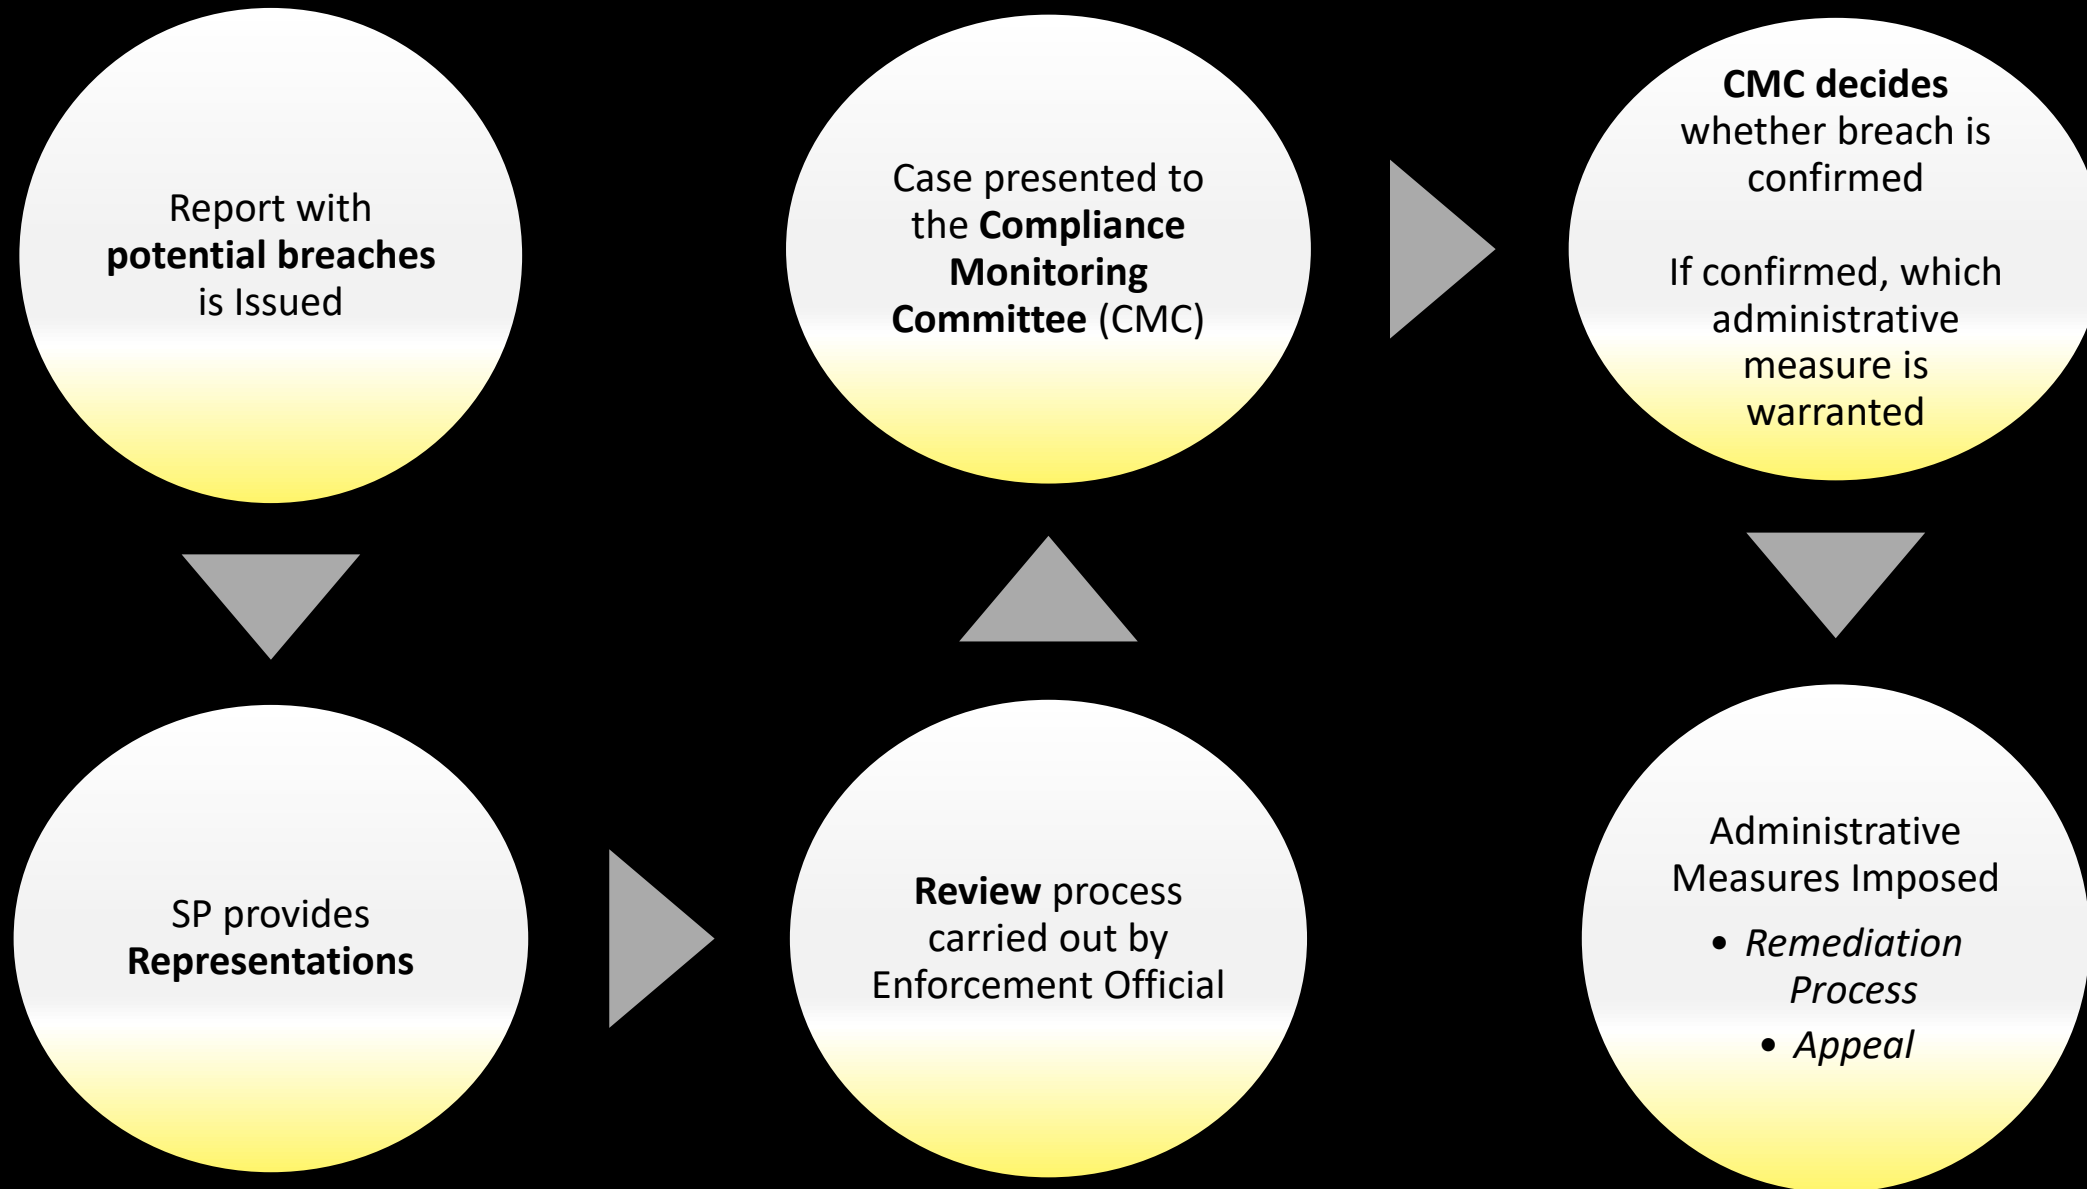 Report with
potential breaches
is Issued
SP provides
Representations
Review process
carried out by
Enforcement Official
Case presented to
the Compliance
Monitoring
Committee (CMC)
CMC decides
whether breach is
confirmed
If confirmed, which
administrative
measure is
warranted
Administrative
Measures Imposed
• Remediation
Process
• Appeal